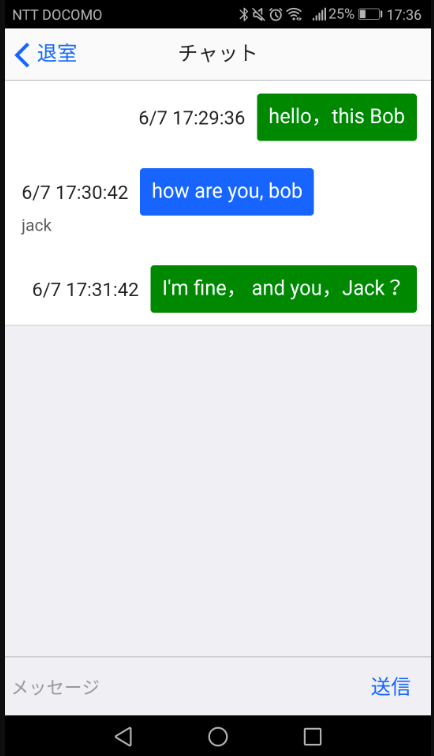 NTT DOCOMO 25% 17:36
退室 チャット
6/7 17:29:36 hello，this Bob
6/7 17:30:42 how are you, bob
jack
6/7 17:31:42 I'm fine， and you，Jack？
メッセージ 送信